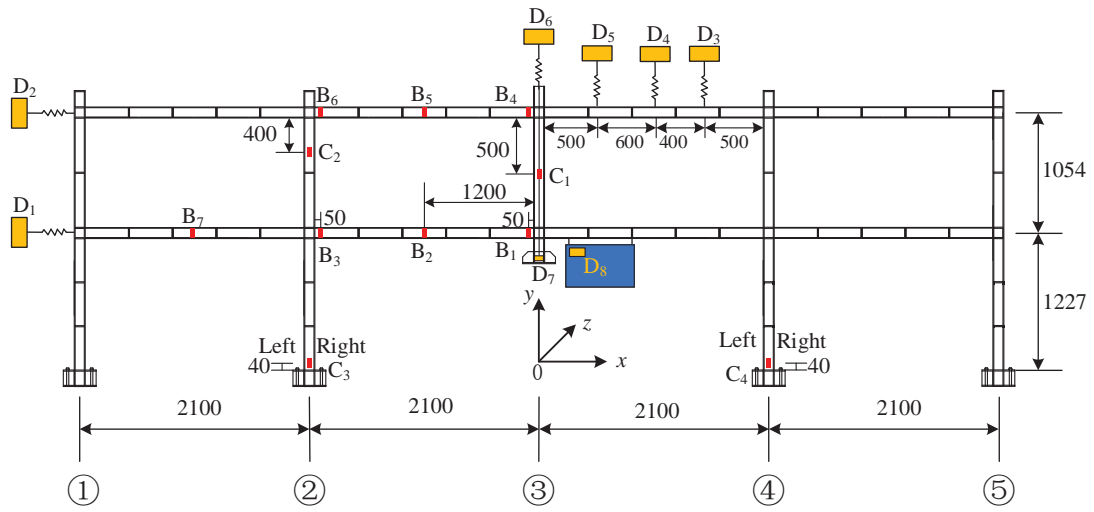 D6
D5
D4
D3
D2
B6
B5
B4
400
C2
500
C1
500
600
400
500
1054
1200
D1
B7
50
50
B3
B2
B1
D7
D8
1227
y
z
x
0
Left
Right
40
C3
Left
Right
C4
40
2100
2100
2100
2100
①
②
③
④
⑤